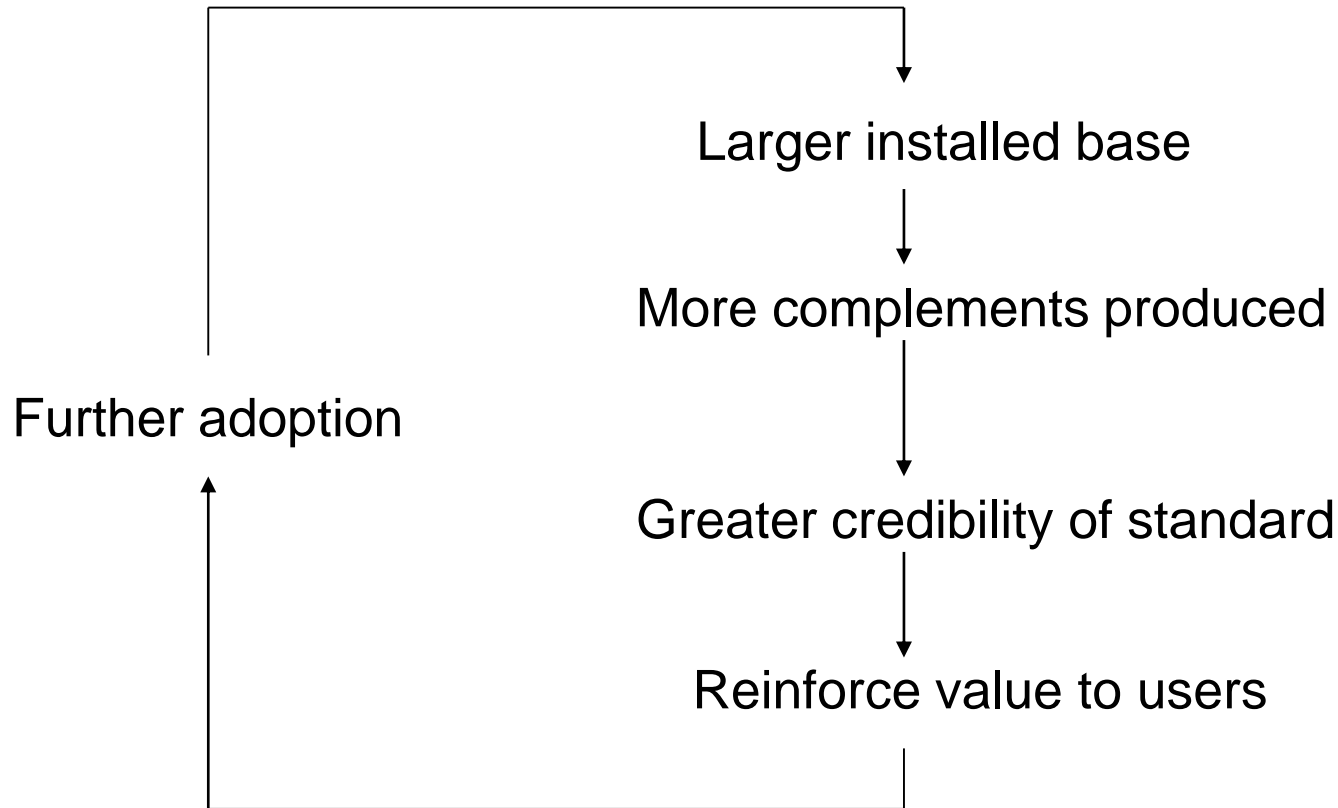 Larger installed base
More complements produced
Further adoption
Greater credibility of standard
Reinforce value to users